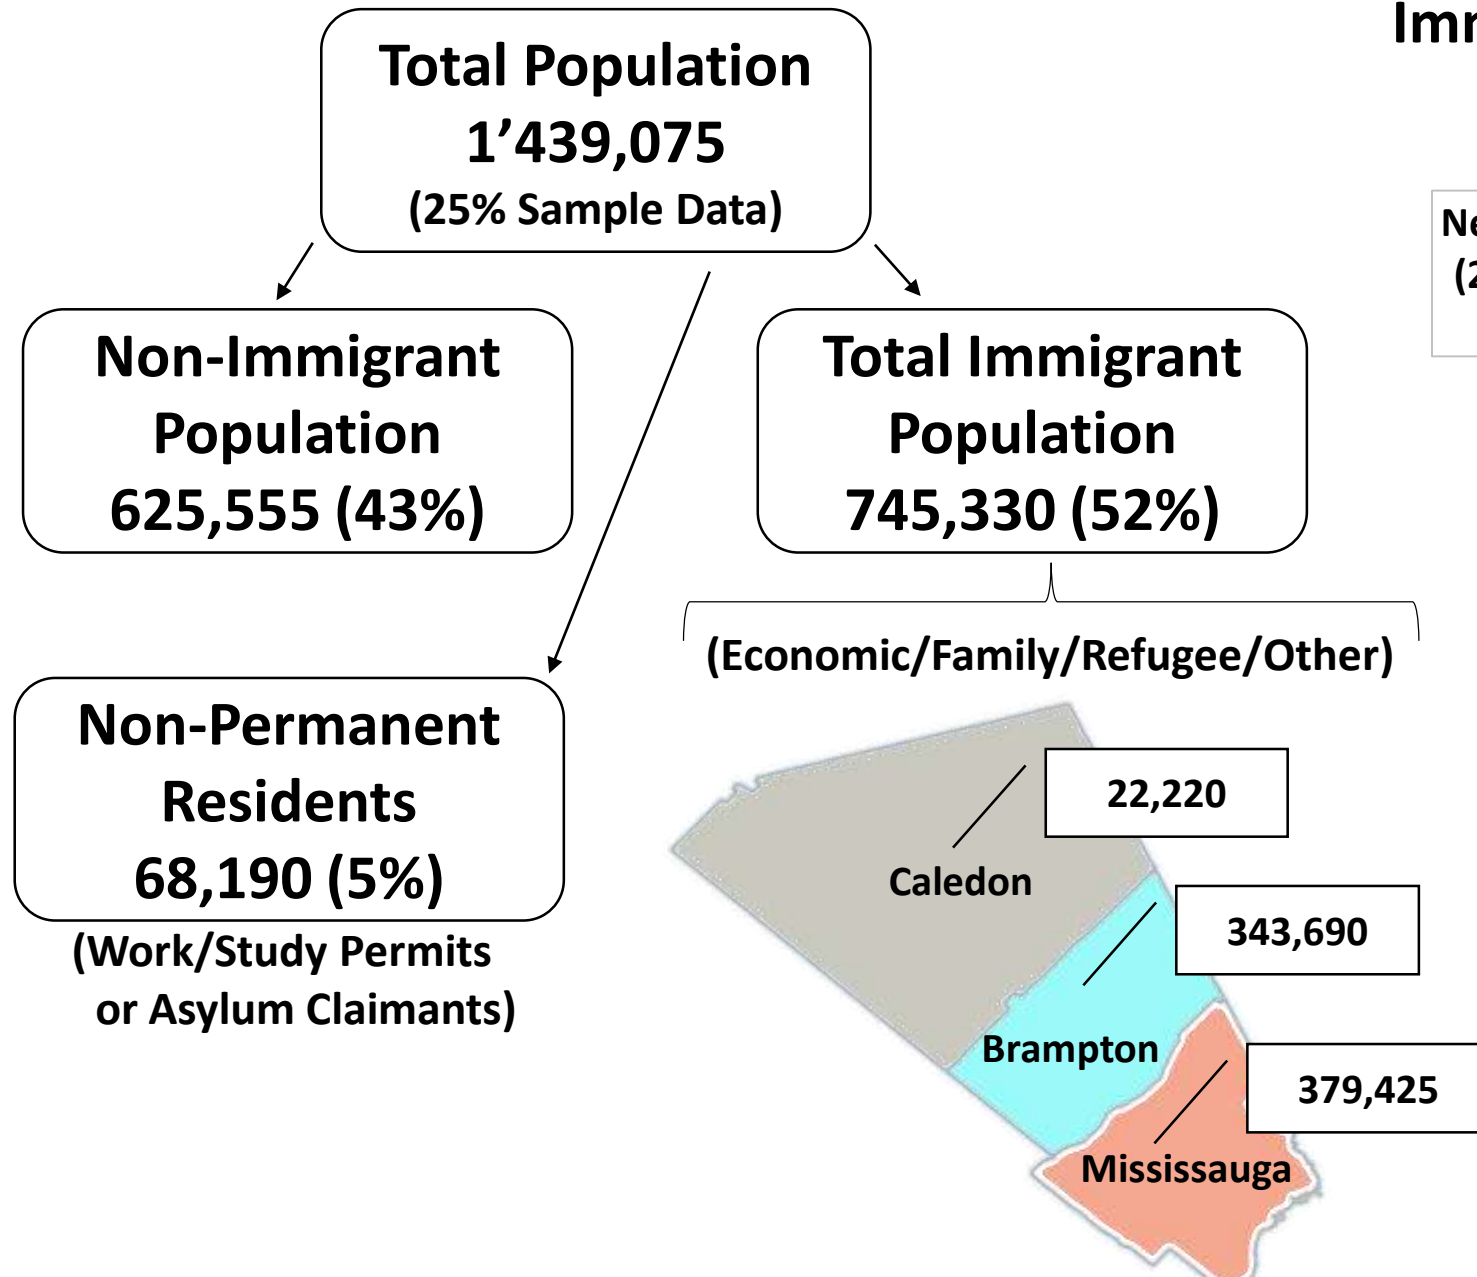 Total Population
1’439,075
(25% Sample Data)
Non-Immigrant
Population
625,555 (43%)
Total Immigrant
Population
745,330 (52%)
(Economic/Family/Refugee/Other)
Non-Permanent
Residents
68,190 (5%)
(Work/Study Permits
or Asylum Claimants)
22,220
Caledon
343,690
Brampton
379,425
Mississauga